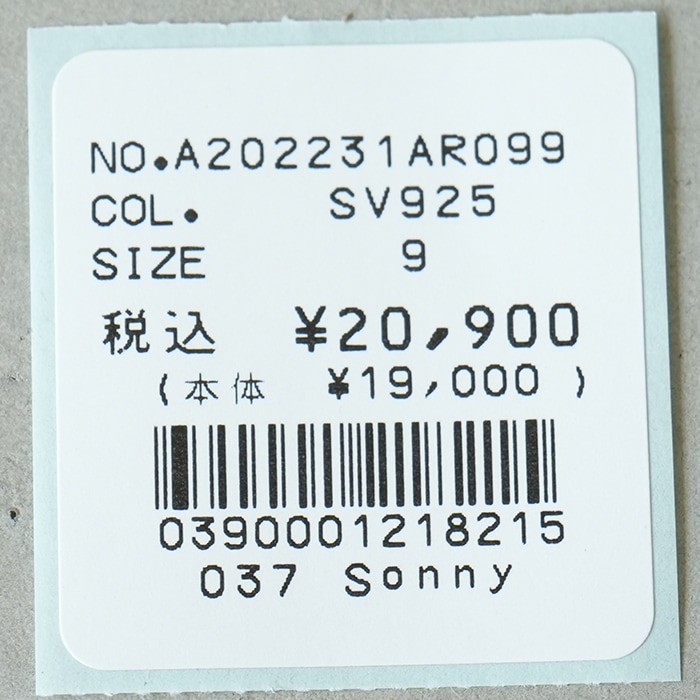 NO.A202231AR099
COL. SV925
SIZE 9
税込 ¥20,900
(本体 ¥19,000 )
0390001218215
037 Sonny